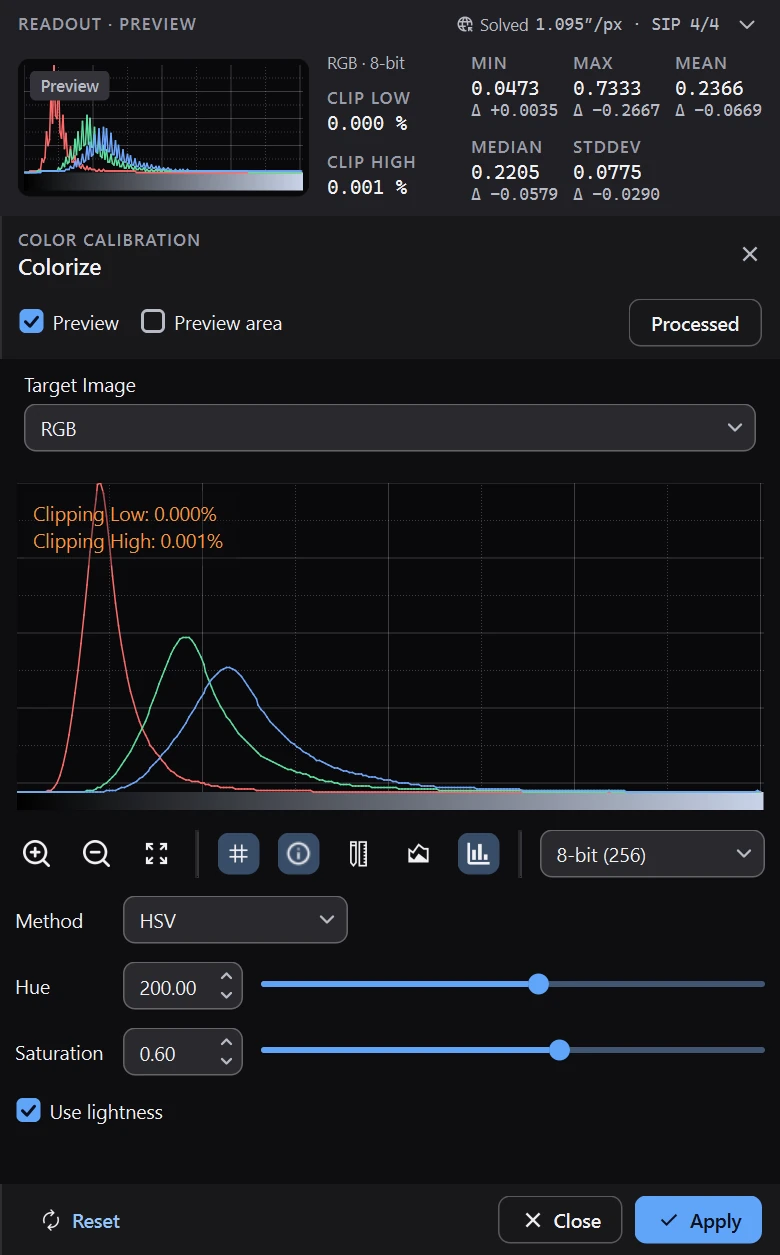 READOUT · PREVIEW
Solved 1.095″/px · SIP 4/4
Preview
RGB · 8-bit
CLIP LOW
0.000 %
CLIP HIGH
0.001 %
MIN MAX MEAN
0.0473 0.7333 0.2366
Δ +0.0035 Δ −0.2667 Δ −0.0669
MEDIAN STDDEV
0.2205 0.0775
Δ −0.0579 Δ −0.0290
COLOR CALIBRATION
Colorize
Preview Preview area Processed
Target Image
RGB
Clipping Low: 0.000%
Clipping High: 0.001%
8-bit (256)
Method HSV
Hue 200.00
Saturation 0.60
Use lightness
Reset Close Apply